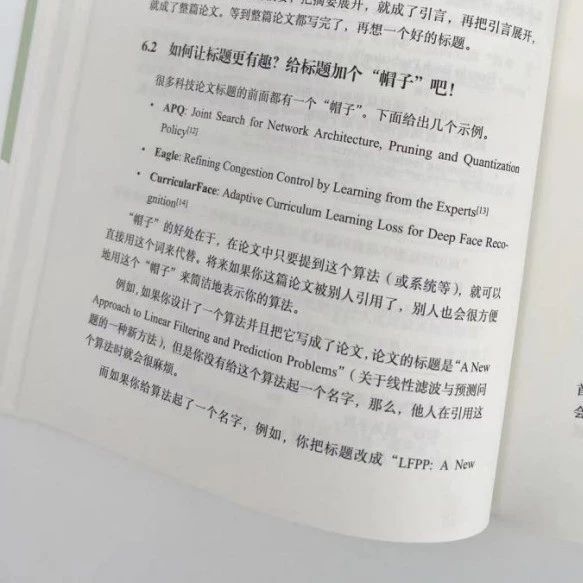 把摘要展开，就成了引言，再把引言展开，
就成了整篇论文。等到整篇论文都写完了，再想一个好的标题。
6.2 如何让标题更有趣？给标题加个“帽子”吧！
很多科技论文标题的前面都有一个“帽子”。下面给出几个示例。
• APQ: Joint Search for Network Architecture, Pruning and Quantization
Policy[12]
• Eagle: Refining Congestion Control by Learning from the Experts[13]
• CurricularFace: Adaptive Curriculum Learning Loss for Deep Face Reco-
gnition[14]
“帽子”的好处在于，在论文中只要提到这个算法（或系统等），就可以
直接用这个词来代替。将来如果你这篇论文被别人引用了，别人也会很方便
地用这个“帽子”来简洁地表示你的算法。
例如，如果你设计了一个算法并且把它写成了论文，论文的标题是“A New
Approach to Linear Filtering and Prediction Problems”（关于线性滤波与预测问
题的一种新方法），但是你没有给这个算法起一个名字，那么，他人在引用这
个算法时就会很麻烦。
而如果你给算法起了一个名字，例如，你把标题改成“LFPP: A New
首
会